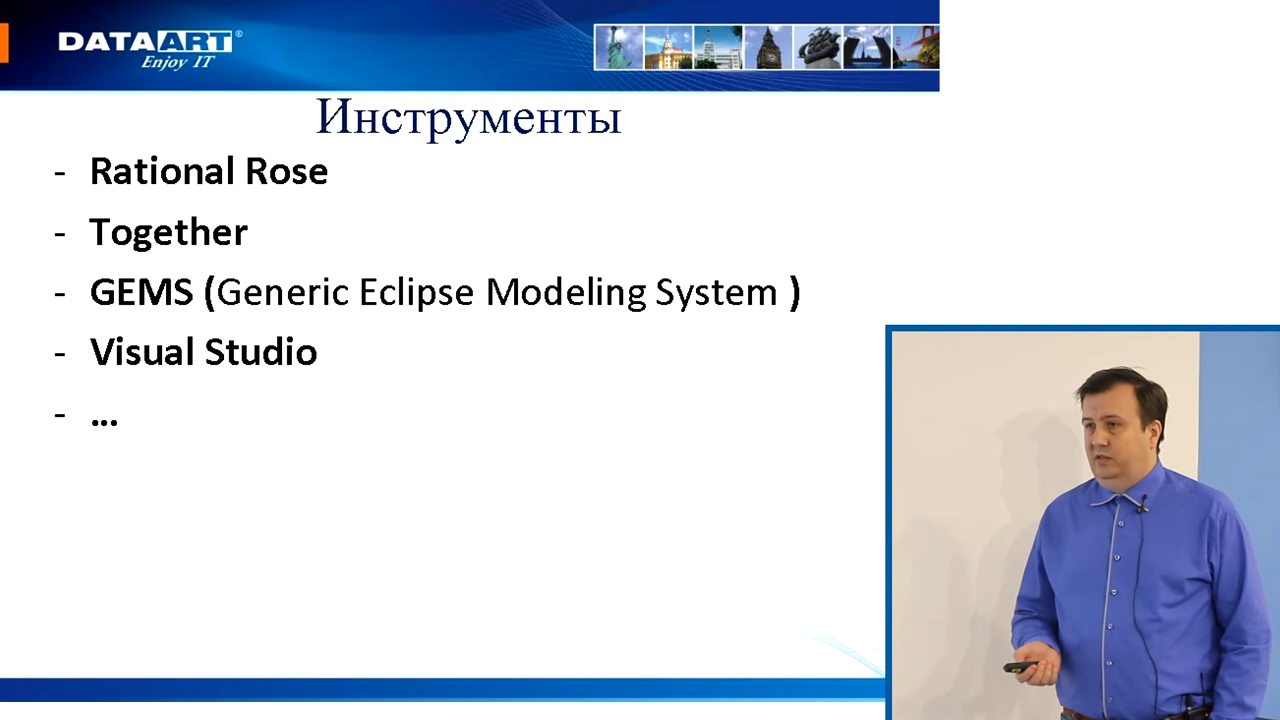 DATAART®
Enjoy IT
Инструменты
- Rational Rose
- Together
- GEMS (Generic Eclipse Modeling System )
- Visual Studio
- ...